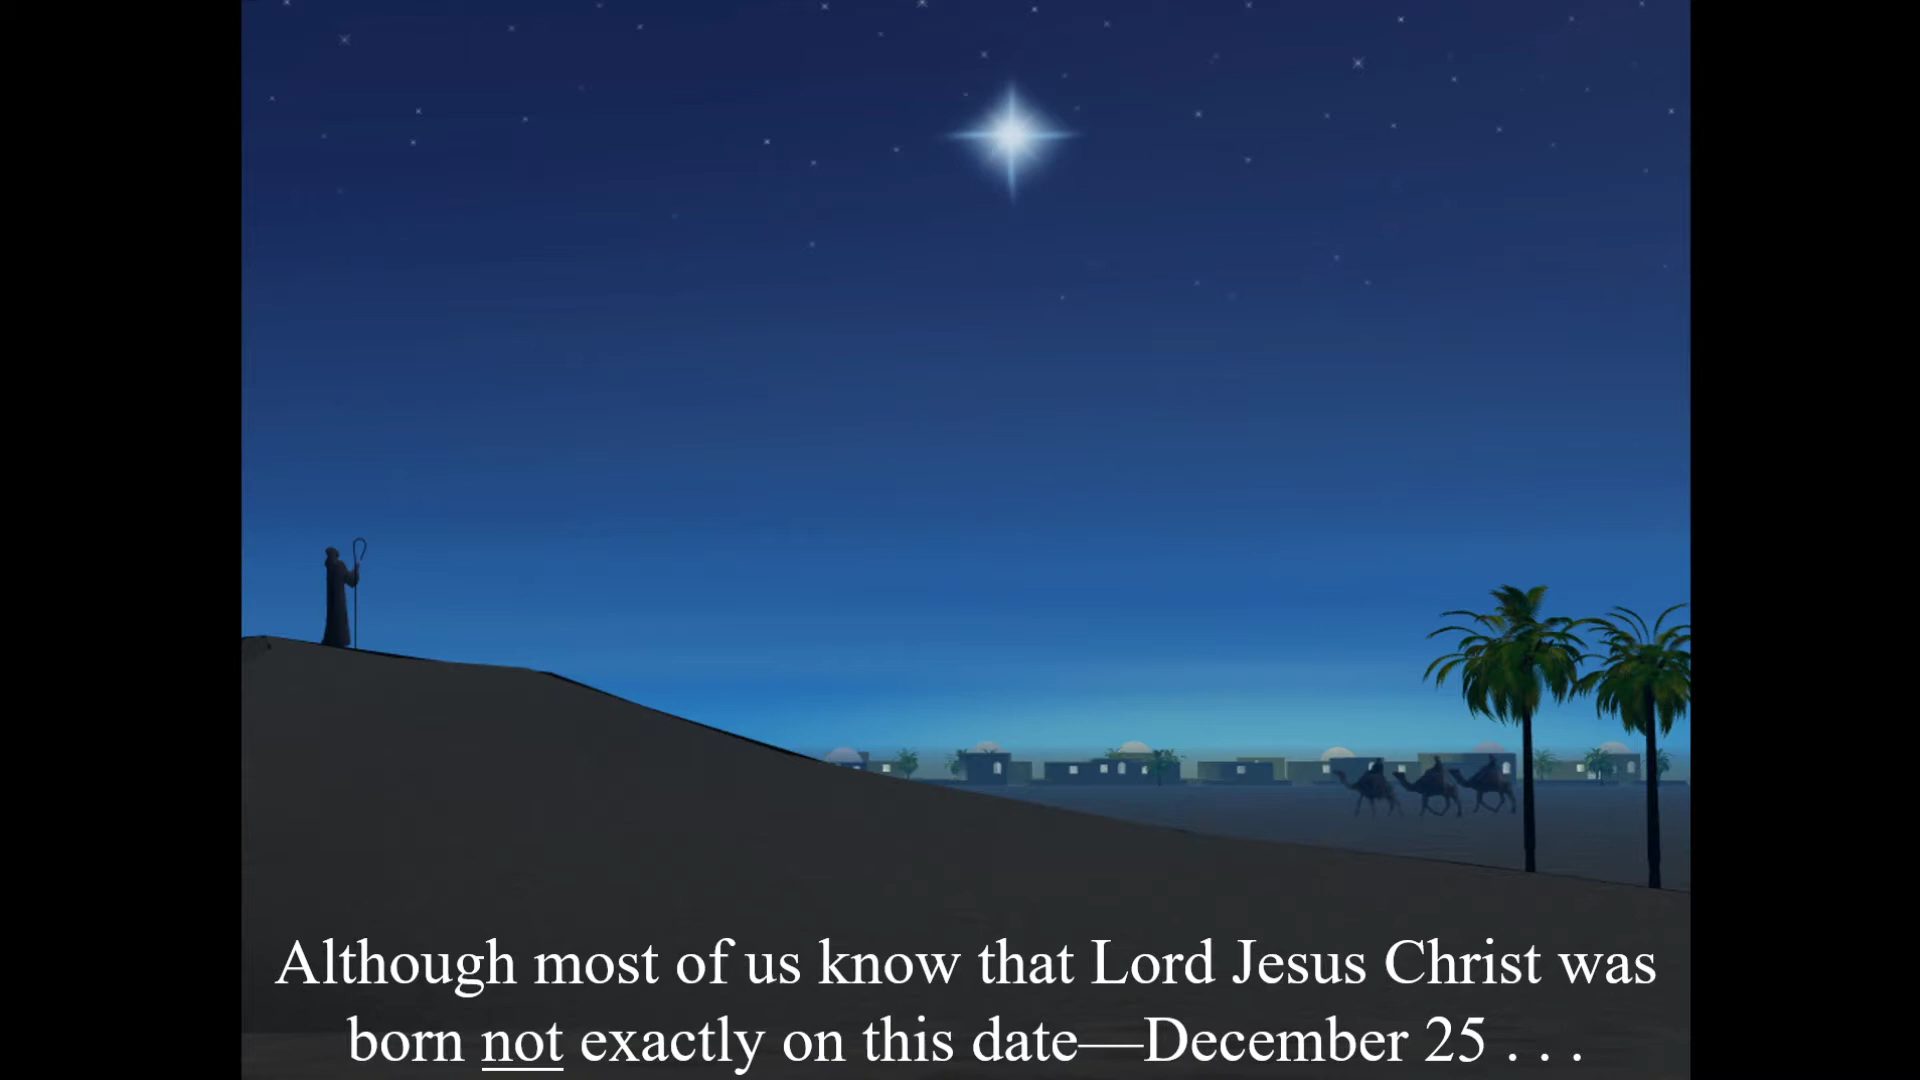 Although most of us know that Lord Jesus Christ was
born not exactly on this date—December 25 . . .